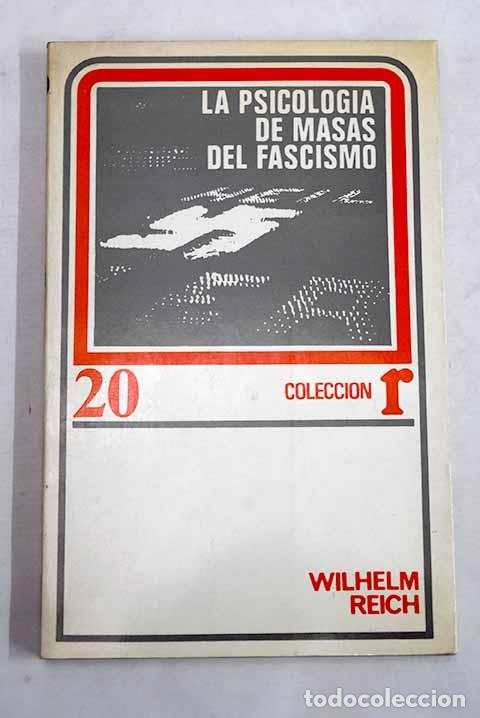 LA PSICOLOGIA
DE MASAS
DEL FASCISMO
20
COLECCION r
WILHELM
REICH
todocoleccion